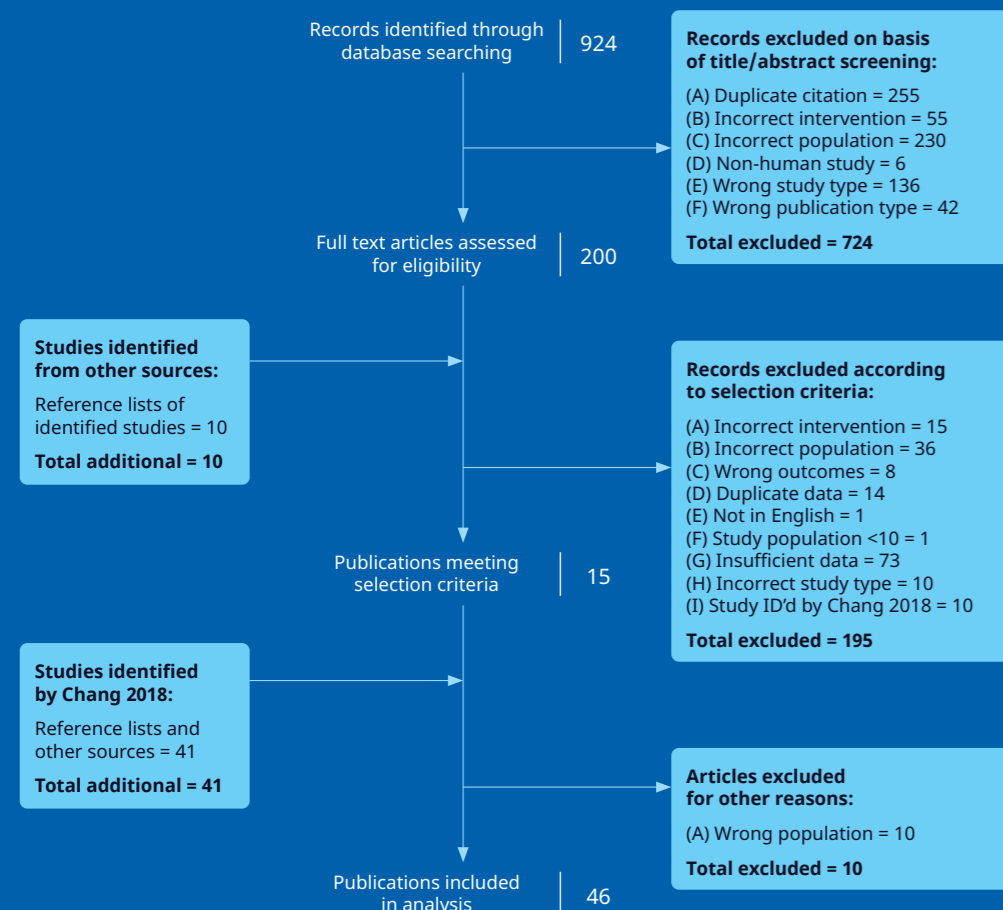 Records identified through
database searching
924
Records excluded on basis
of title/abstract screening:
(A) Duplicate citation = 255
(B) Incorrect intervention = 55
(C) Incorrect population = 230
(D) Non-human study = 6
(E) Wrong study type = 136
(F) Wrong publication type = 42
Total excluded = 724
Full text articles assessed
for eligibility
200
Studies identified
from other sources:
Reference lists of
identified studies = 10
Total additional = 10
Records excluded according
to selection criteria:
(A) Incorrect intervention = 15
(B) Incorrect population = 36
(C) Wrong outcomes = 8
(D) Duplicate data = 14
(E) Not in English = 1
(F) Study population <10 = 1
(G) Insufficient data = 73
(H) Incorrect study type = 10
(I) Study ID’d by Chang 2018 = 10
Total excluded = 195
Publications meeting
selection criteria
15
Studies identified
by Chang 2018:
Reference lists and
other sources = 41
Total additional = 41
Articles excluded
for other reasons:
(A) Wrong population = 10
Total excluded = 10
Publications included
in analysis
46